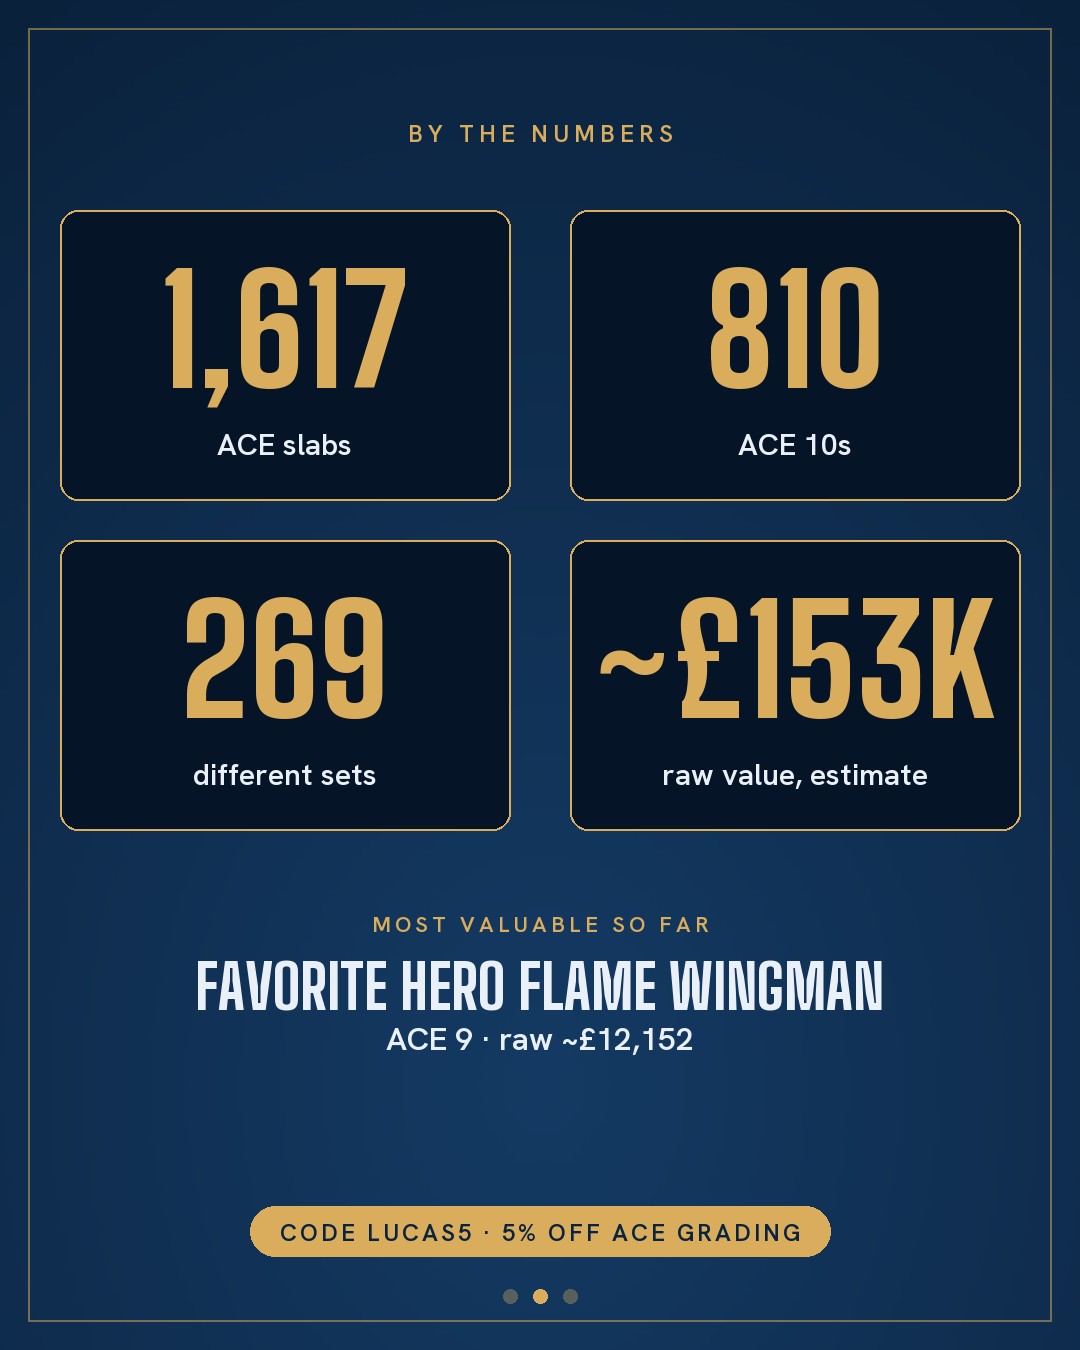 BY THE NUMBERS
1,617
ACE slabs
810
ACE 10s
269
different sets
~£153K
raw value, estimate
MOST VALUABLE SO FAR
FAVORITE HERO FLAME WINGMAN
ACE 9 · raw ~£12,152
CODE LUCAS5 · 5% OFF ACE GRADING